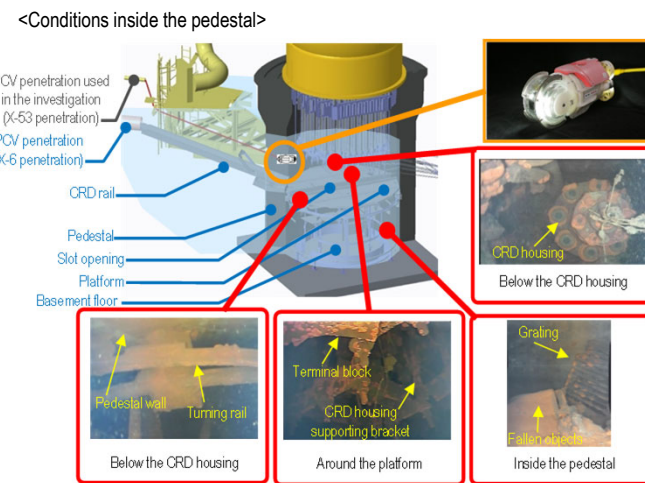 <Conditions inside the pedestal>
CV penetration used
in the investigation
(X-53 penetration)
PCV penetration
X-6 penetration)
CRD rail
Pedestal
Slot opening
Platform
Basement floor
CRD housing
Below the CRD housing
Pedestal wall
Turning rail
Below the CRD housing
Terminal block
CRD housing
supporting bracket
Around the platform
Grating
Fallen objects
Inside the pedestal